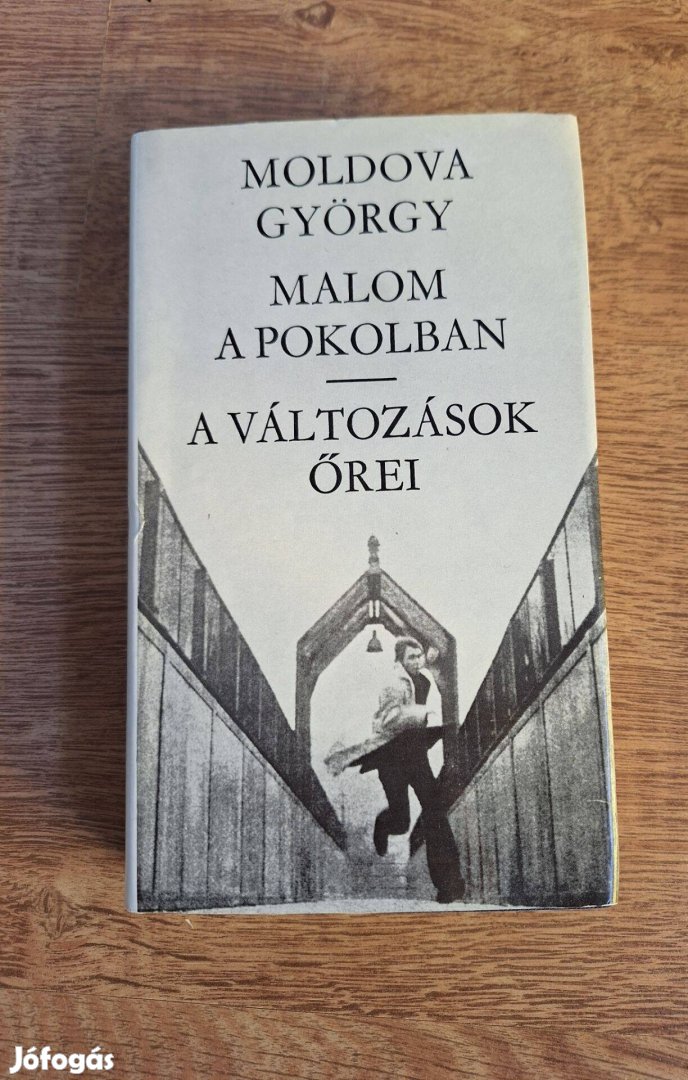 MOLDOVA
GYÖRGY
MALOM
A POKOLBAN
A VÁLTOZÁSOK
ŐREI
Jófogás